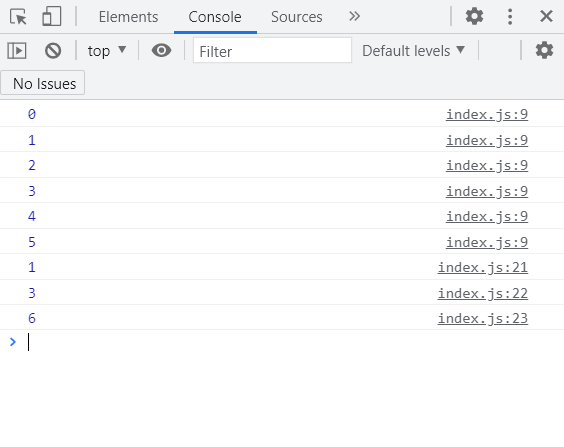 Elements Console Sources »
top ▼ Filter Default levels ▼
No Issues
0 index.js:9
1 index.js:9
2 index.js:9
3 index.js:9
4 index.js:9
5 index.js:9
1 index.js:21
3 index.js:22
6 index.js:23
>